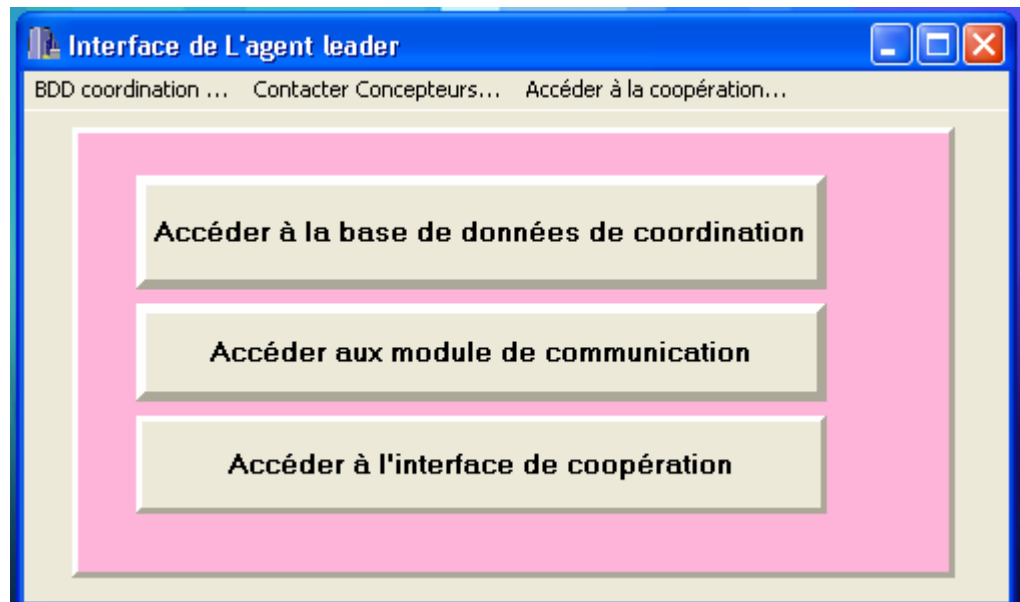 Interface de L'agent leader
BDD coordination ... Contacter Concepteurs... Accéder à la coopération...
Accéder à la base de données de coordination
Accéder aux module de communication
Accéder à l'interface de coopération